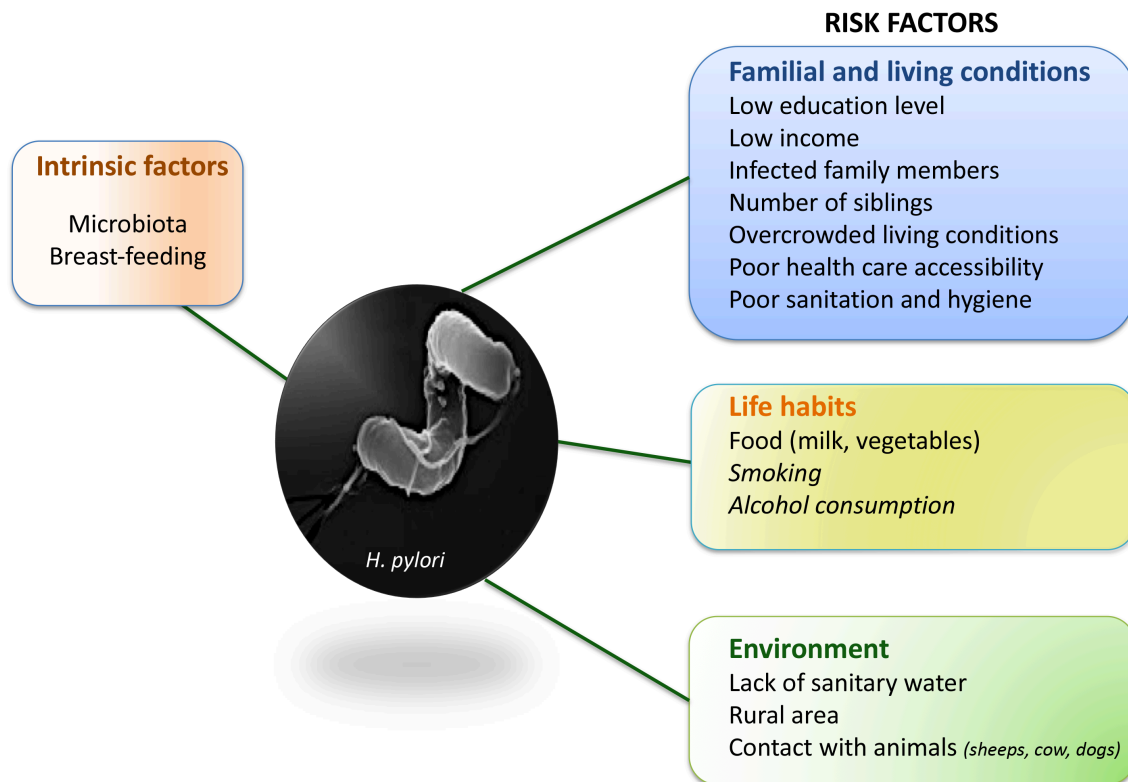 RISK FACTORS
Familial and living conditions
Low education level
Low income
Infected family members
Number of siblings
Overcrowded living conditions
Poor health care accessibility
Poor sanitation and hygiene
Intrinsic factors
Microbiota
Breast-feeding
H. pylori
Life habits
Food (milk, vegetables)
Smoking
Alcohol consumption
Environment
Lack of sanitary water
Rural area
Contact with animals (sheeps, cow, dogs)